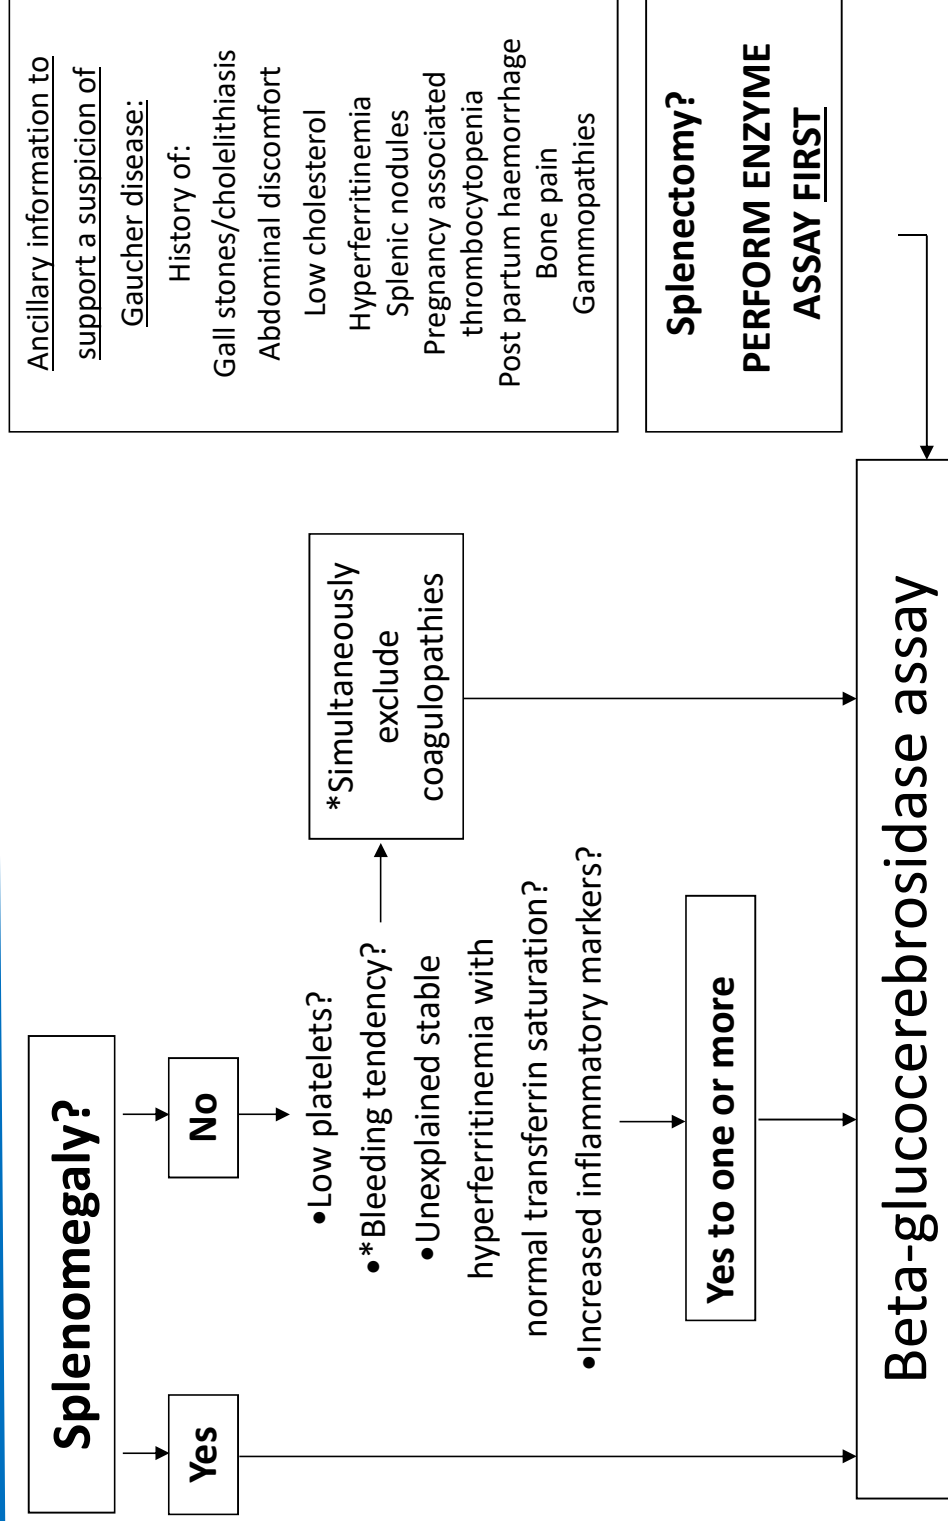 Splenomegaly?
Yes
No
•Low platelets?
•*Bleeding tendency?
•Unexplained stable
hyperferritinemia with
normal transferrin saturation?
•Increased inflammatory markers?
*Simultaneously
exclude
coagulopathies
Yes to one or more
Beta-glucocerebrosidase assay
Ancillary information to
support a suspicion of
Gaucher disease:
History of:
Gall stones/cholelithiasis
Abdominal discomfort
Low cholesterol
Hyperferritinemia
Splenic nodules
Pregnancy associated
thrombocytopenia
Post partum haemorrhage
Bone pain
Gammopathies
Splenectomy?
PERFORM ENZYME
ASSAY FIRST